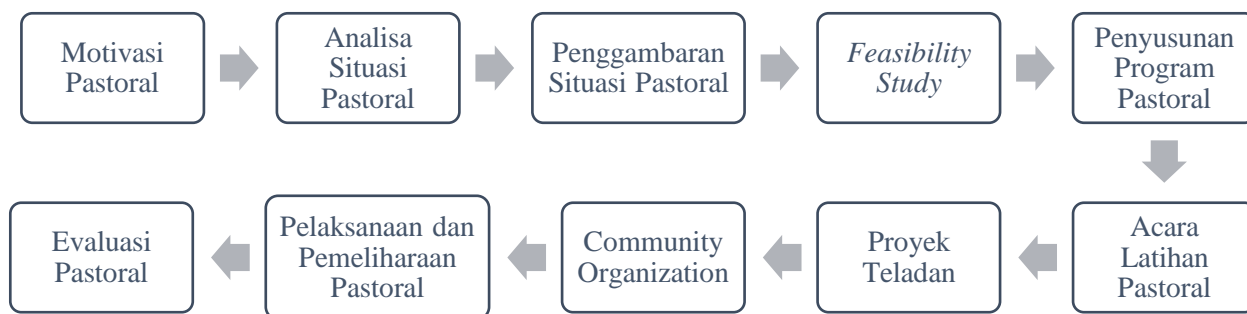 Motivasi
Pastoral
Analisa
Situasi
Pastoral
Penggambaran
Situasi Pastoral
Feasibility
Study
Penyusunan
Program
Pastoral
Acara
Latihan
Pastoral
Proyek
Teladan
Community
Organization
Pelaksanaan dan
Pemeliharaan
Pastoral
Evaluasi
Pastoral